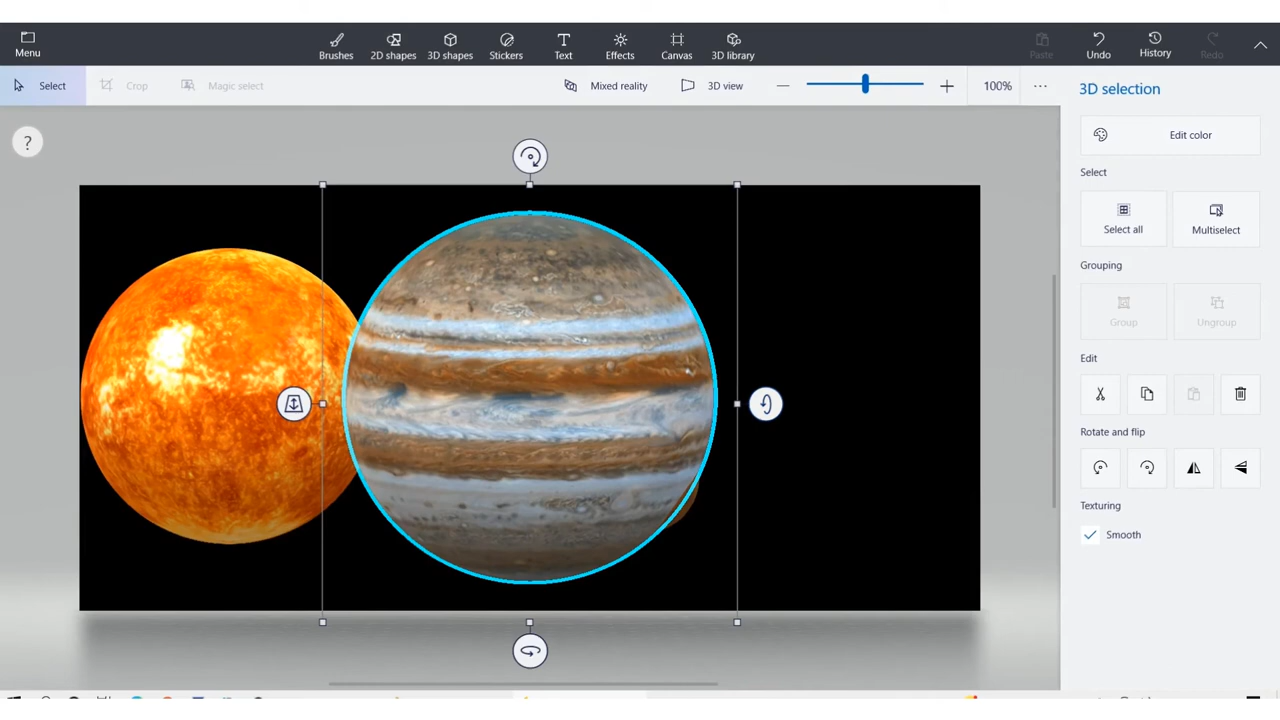 Menu
Brushes
2D shapes
3D shapes
Stickers
Text
Effects
Canvas
3D library
Paste
Undo
History
Redo
Select
Crop
Magic select
Mixed reality
3D view
100%
?
3D selection
Edit color
Select
Select all
Multiselect
Grouping
Group
Ungroup
Edit
Rotate and flip
Texturing
Smooth